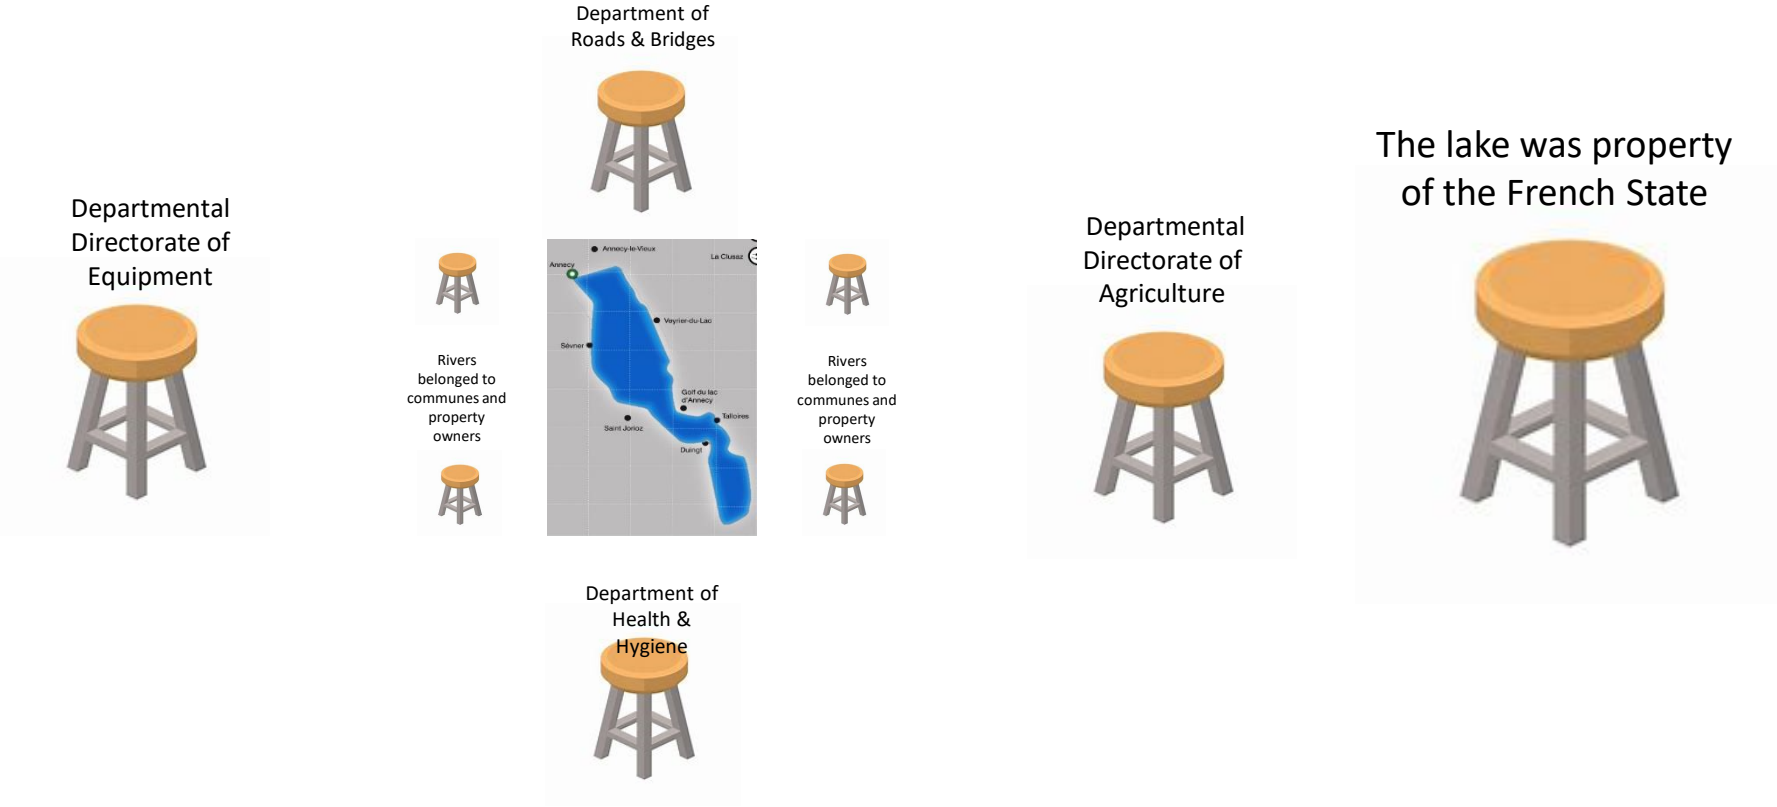 Department of
Roads & Bridges
The lake was property
of the French State
Departmental
Directorate of
Equipment
Departmental
Directorate of
Agriculture
Annecy-le-Vieux
La Clusaz
Annecy
Veyrier-du-Lac
Sévrier
Rivers
belonged to
communes and
property
owners
Golf du lac
d'Annecy
Talloires
Saint Jorioz
Duingt
Rivers
belonged to
communes and
property
owners
Department of
Health &
Hygiene